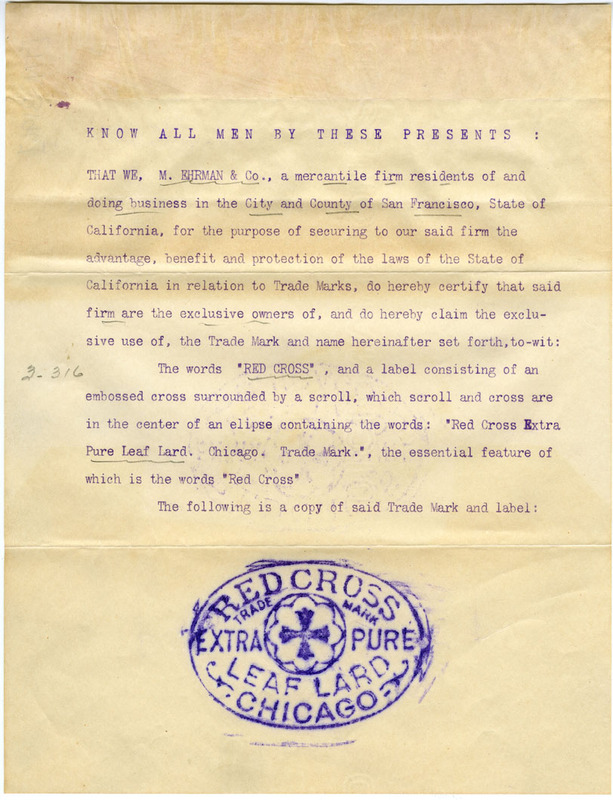 KNOW ALL MEN BY THESE PRESENTS :
THAT WE, M. EHRMAN & Co., a mercantile firm residents of and
doing business in the City and County of San Francisco, State of
California, for the purpose of securing to our said firm the
advantage, benefit and protection of the laws of the State of
California in relation to Trade Marks, do hereby certify that said
firm are the exclusive owners of, and do hereby claim the exclu-
sive use of, the Trade Mark and name hereinafter set forth,to-wit:
3-316
The words "RED CROSS", and a label consisting of an
embossed cross surrounded by a scroll, which scroll and cross are
in the center of an elipse containing the words: "Red Cross Extra
Pure Leaf Lard. Chicago. Trade Mark.", the essential feature of
which is the words "Red Cross"
The following is a copy of said Trade Mark and label:
RED CROSS
TRADE MARK
EXTRA PURE
LEAF LARD
CHICAGO